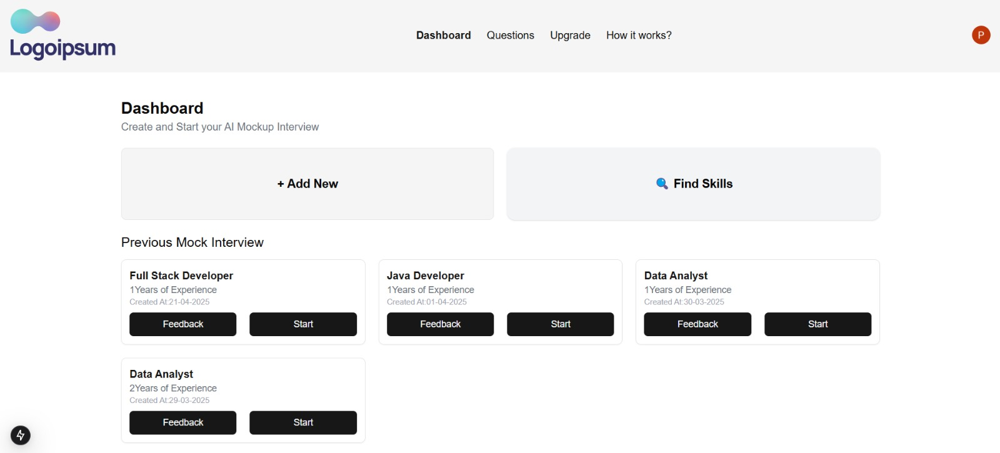 Logoipsum
Dashboard Questions Upgrade How it works?
P
Dashboard
Create and Start your AI Mockup Interview
+ Add New
Find Skills
Previous Mock Interview
Full Stack Developer
1Years of Experience
Created At:21-04-2025
Feedback Start
Java Developer
1Years of Experience
Created At:01-04-2025
Feedback Start
Data Analyst
1Years of Experience
Created At:30-03-2025
Feedback Start
Data Analyst
2Years of Experience
Created At:29-03-2025
Feedback Start